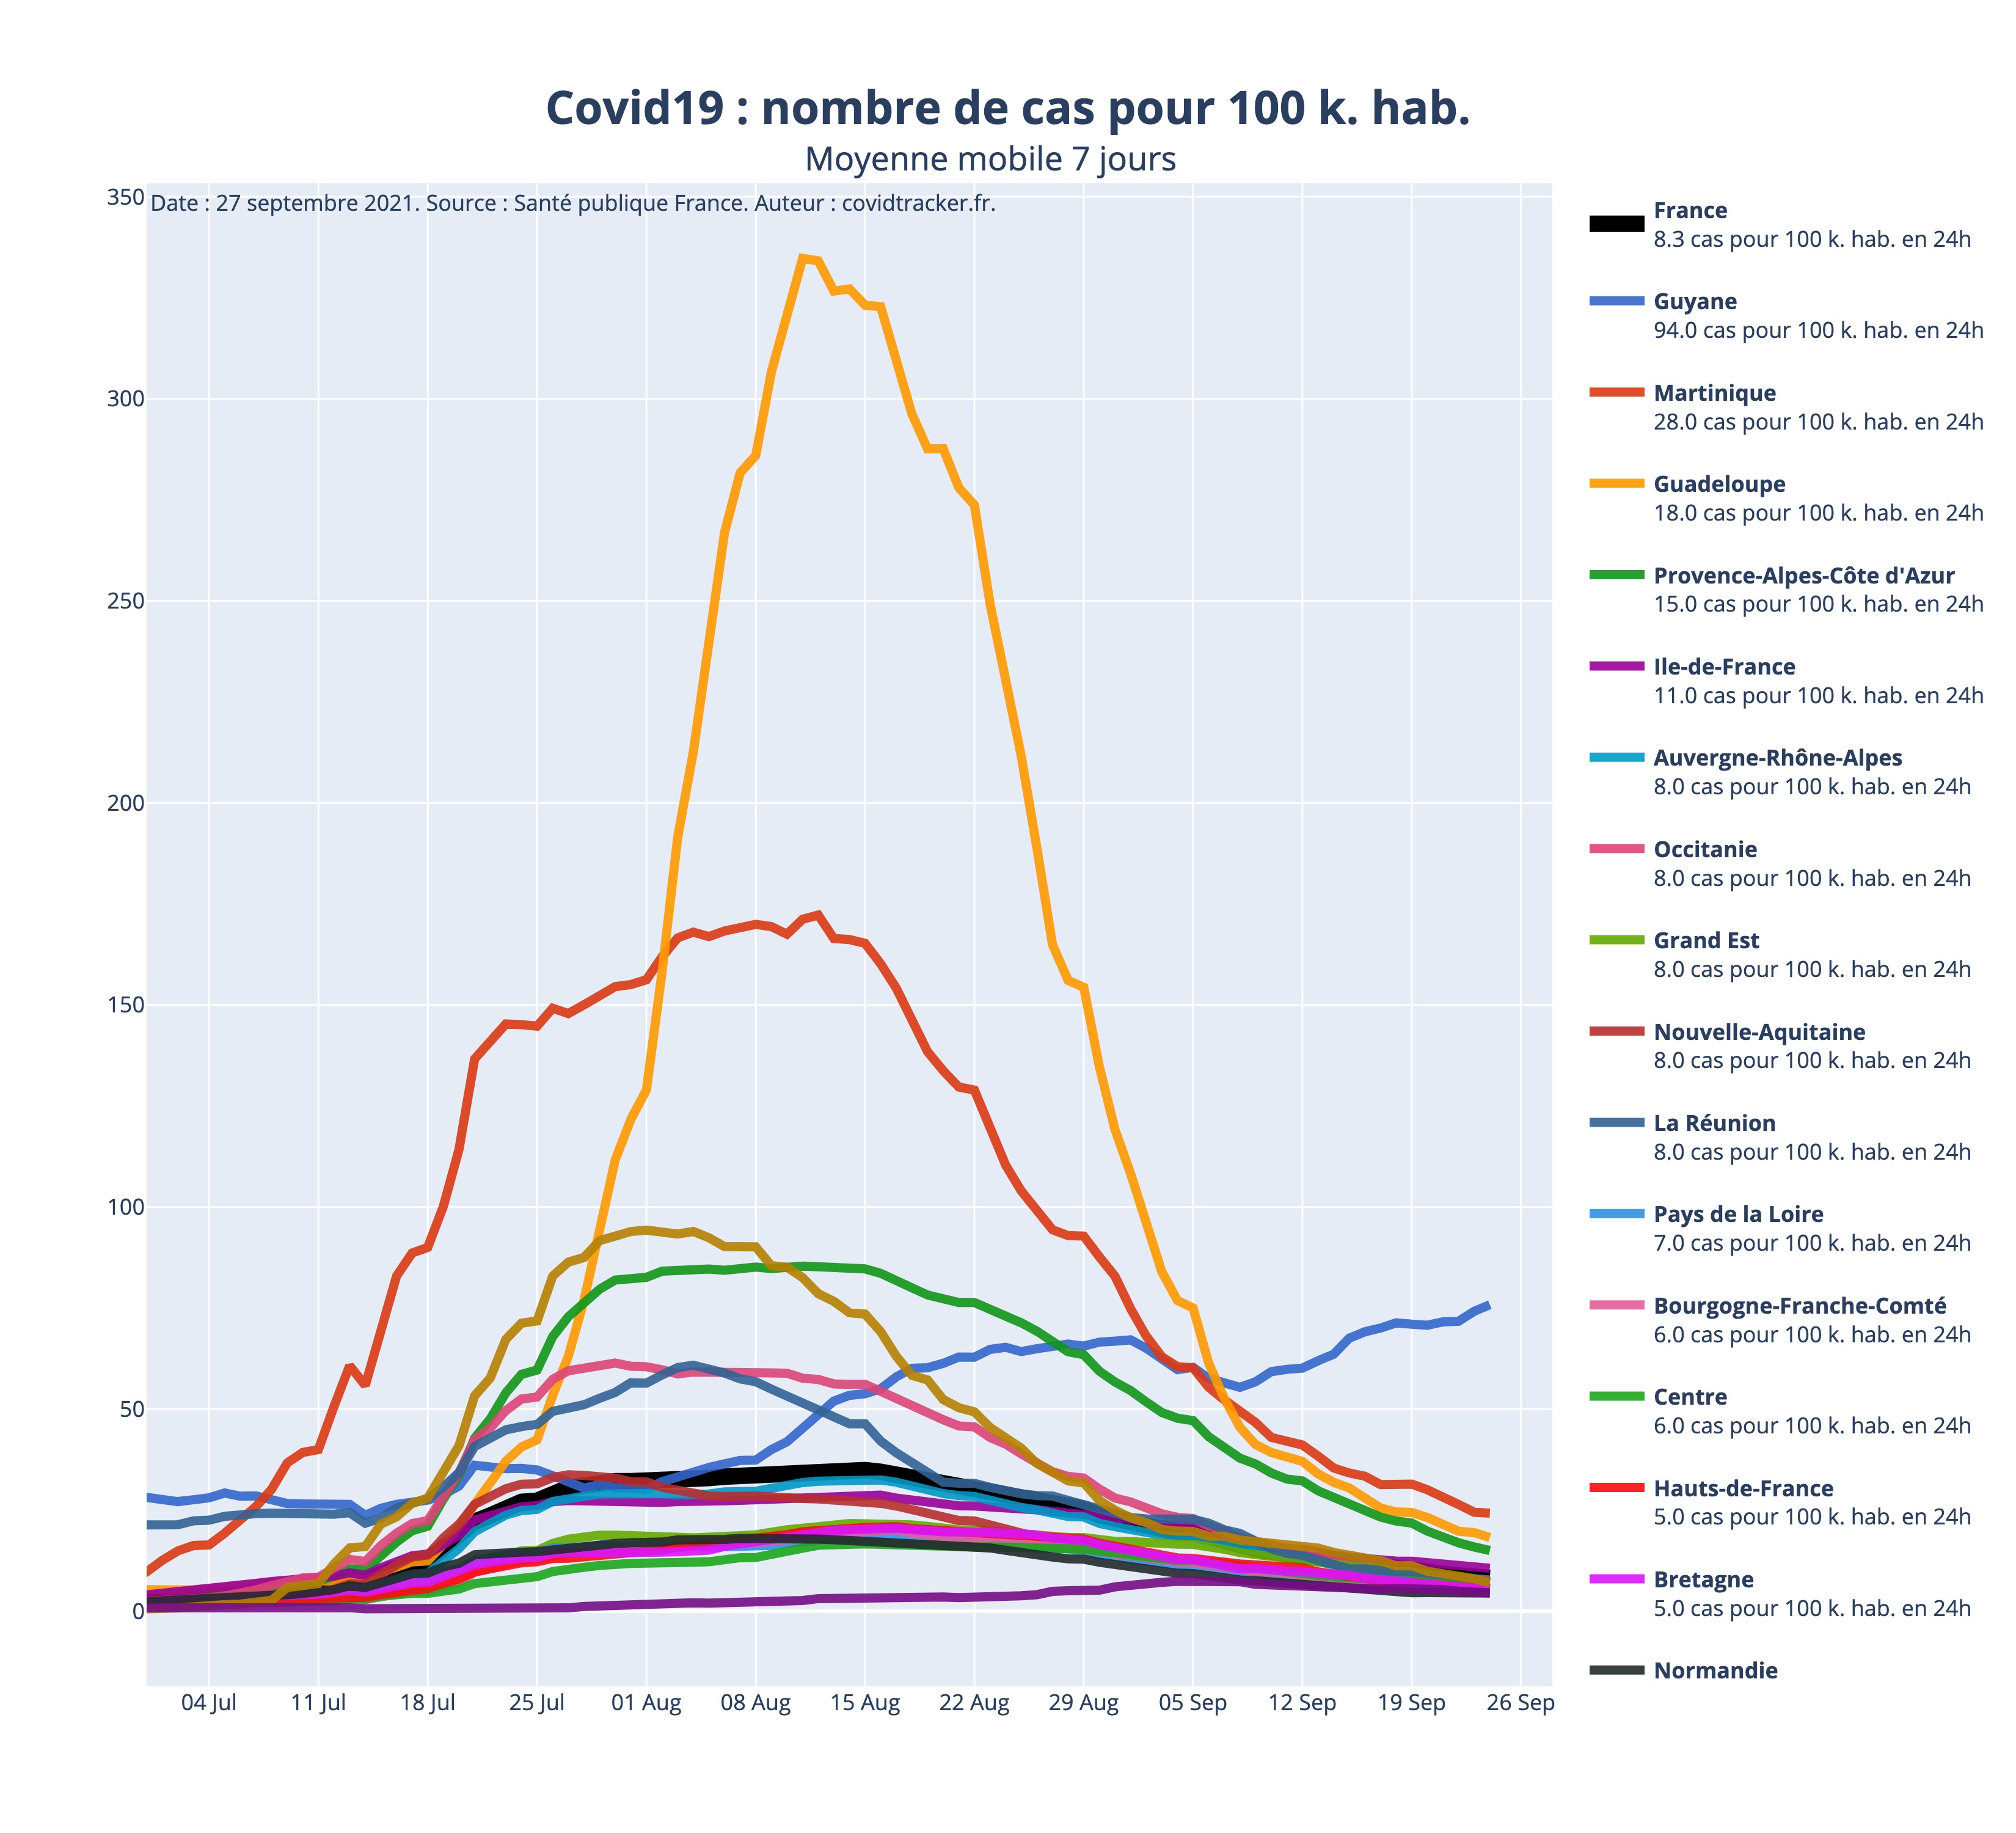 Covid19 : nombre de cas pour 100 k. hab.
Moyenne mobile 7 jours
Date : 27 septembre 2021. Source : Santé publique France. Auteur : covidtracker.fr.
350
300
250
200
150
100
50
0
04 Jul
11 Jul
18 Jul
25 Jul
01 Aug
08 Aug
15 Aug
22 Aug
29 Aug
05 Sep
12 Sep
19 Sep
26 Sep
France
8.3 cas pour 100 k. hab. en 24h
Guyane
94.0 cas pour 100 k. hab. en 24h
Martinique
28.0 cas pour 100 k. hab. en 24h
Guadeloupe
18.0 cas pour 100 k. hab. en 24h
Provence-Alpes-Côte d'Azur
15.0 cas pour 100 k. hab. en 24h
Ile-de-France
11.0 cas pour 100 k. hab. en 24h
Auvergne-Rhône-Alpes
8.0 cas pour 100 k. hab. en 24h
Occitanie
8.0 cas pour 100 k. hab. en 24h
Grand Est
8.0 cas pour 100 k. hab. en 24h
Nouvelle-Aquitaine
8.0 cas pour 100 k. hab. en 24h
La Réunion
8.0 cas pour 100 k. hab. en 24h
Pays de la Loire
7.0 cas pour 100 k. hab. en 24h
Bourgogne-Franche-Comté
6.0 cas pour 100 k. hab. en 24h
Centre
6.0 cas pour 100 k. hab. en 24h
Hauts-de-France
5.0 cas pour 100 k. hab. en 24h
Bretagne
5.0 cas pour 100 k. hab. en 24h
Normandie